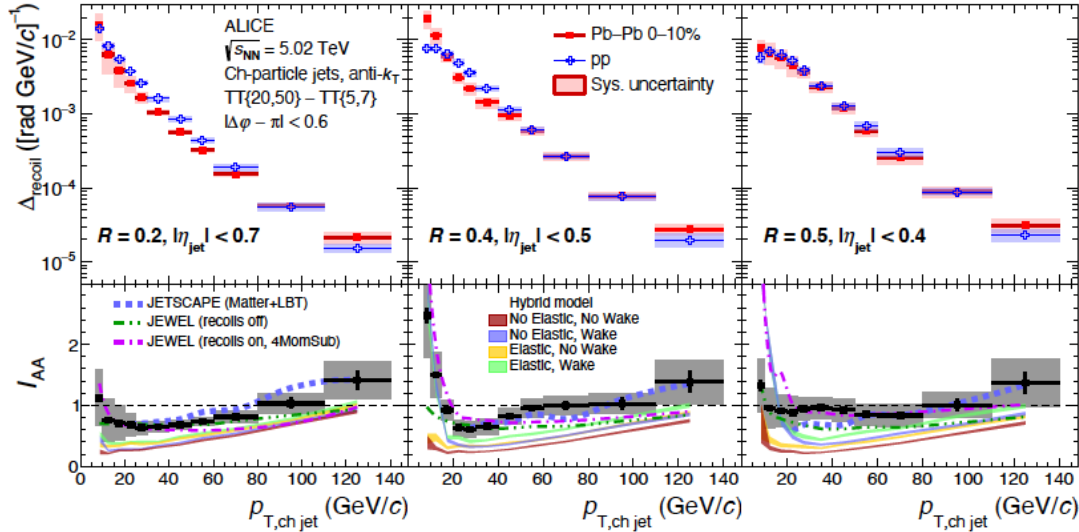 ALICE
√sNN = 5.02 TeV
Ch-particle jets, anti-kT
TT{20,50} − TT{5,7}
|Δφ − π| < 0.6
Pb–Pb 0–10%
pp
Sys. uncertainty
Δrecoil ([rad GeV/c]⁻¹
10⁻²
10⁻³
10⁻⁴
10⁻⁵
R = 0.2, |ηjet| < 0.7
R = 0.4, |ηjet| < 0.5
R = 0.5, |ηjet| < 0.4
JETSCAPE (Matter+LBT)
JEWEL (recoils off)
JEWEL (recoils on, 4MomSub)
Hybrid model
No Elastic, No Wake
No Elastic, Wake
Elastic, No Wake
Elastic, Wake
IAA
2
1
0
0 20 40 60 80 100 120 140 20 40 60 80 100 120 140 20 40 60 80 100 120 140
pT,ch jet (GeV/c) pT,ch jet (GeV/c) pT,ch jet (GeV/c)